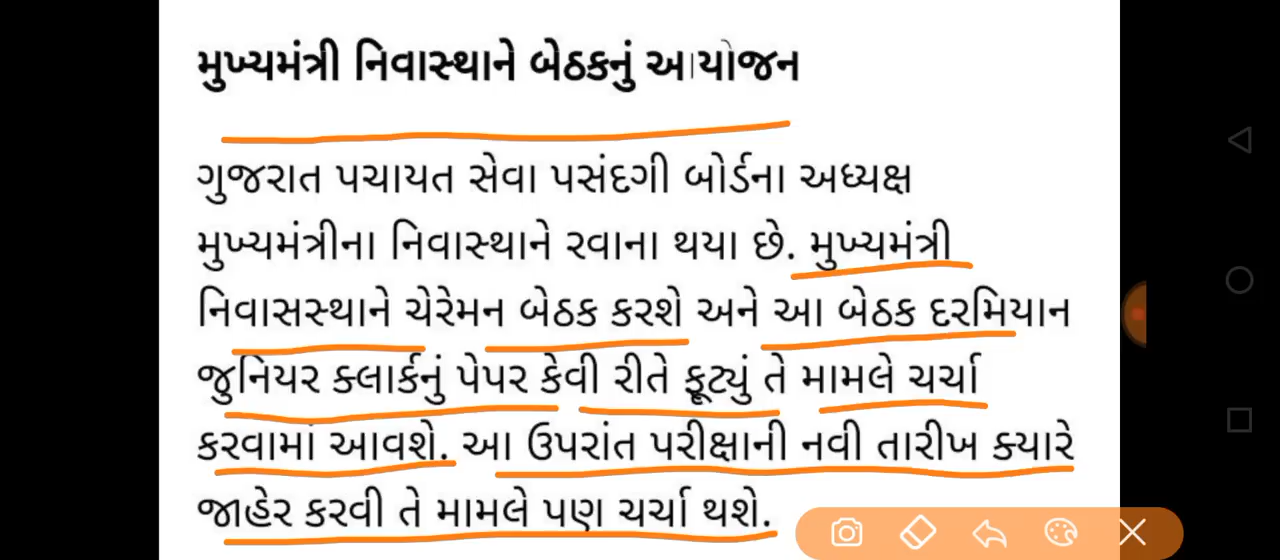 મુખ્યમંત્રી નિવાસ્થાને બેઠકનું આયોજન
ગુજરાત પચાયત સેવા પસંદગી બોર્ડના અધ્યક્ષ
મુખ્યમંત્રીના નિવાસ્થાને રવાના થયા છે. મુખ્યમંત્રી
નિવાસસ્થાને ચેરેમન બેઠક કરશે અને આ બેઠક દરમિયાન
જુનિયર ક્લાર્કનું પેપર કેવી રીતે ફૂટ્યું તે મામલે ચર્ચા
કરવામાં આવશે. આ ઉપરાંત પરીક્ષાની નવી તારીખ ક્યારે
જાહેર કરવી તે મામલે પણ ચર્ચા થશે.